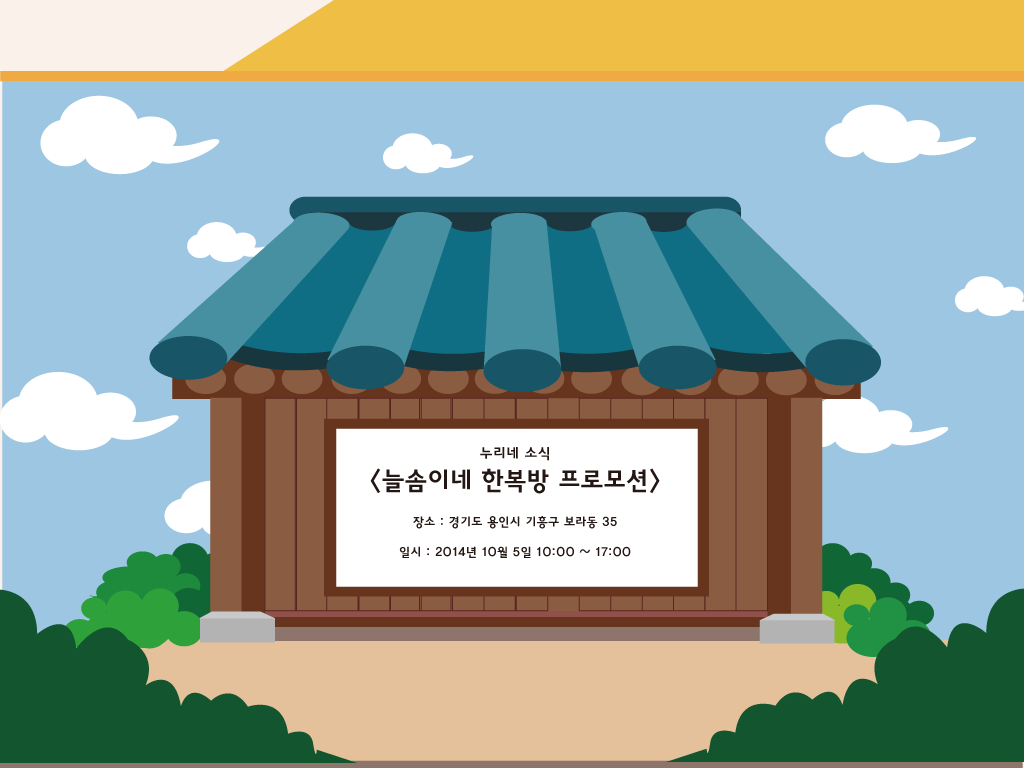 누리네 소식
<늘솜이네 한복방 프로모션>
장소 : 경기도 용인시 기흥구 보라동 35
일시 : 2014년 10월 5일 10:00 ~ 17:00